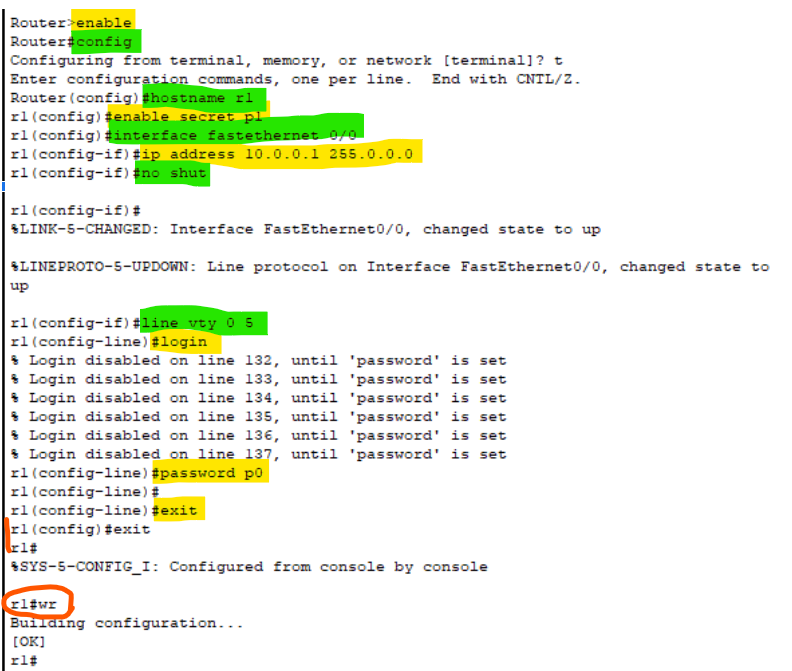 Router>enable
Router#config
Configuring from terminal, memory, or network [terminal]? t
Enter configuration commands, one per line.  End with CNTL/Z.
Router(config)#hostname r1
r1(config)#enable secret p1
r1(config)#interface fastethernet 0/0
r1(config-if)#ip address 10.0.0.1 255.0.0.0
r1(config-if)#no shut
r1(config-if)#
%LINK-5-CHANGED: Interface FastEthernet0/0, changed state to up
%LINEPROTO-5-UPDOWN: Line protocol on Interface FastEthernet0/0, changed state to
up
r1(config-if)#line vty 0 5
r1(config-line)#login
% Login disabled on line 132, until 'password' is set
% Login disabled on line 133, until 'password' is set
% Login disabled on line 134, until 'password' is set
% Login disabled on line 135, until 'password' is set
% Login disabled on line 136, until 'password' is set
% Login disabled on line 137, until 'password' is set
r1(config-line)#password p0
r1(config-line)#
r1(config-line)#exit
r1(config)#exit
r1#
%SYS-5-CONFIG_I: Configured from console by console
r1#wr
Building configuration...
[OK]
r1#